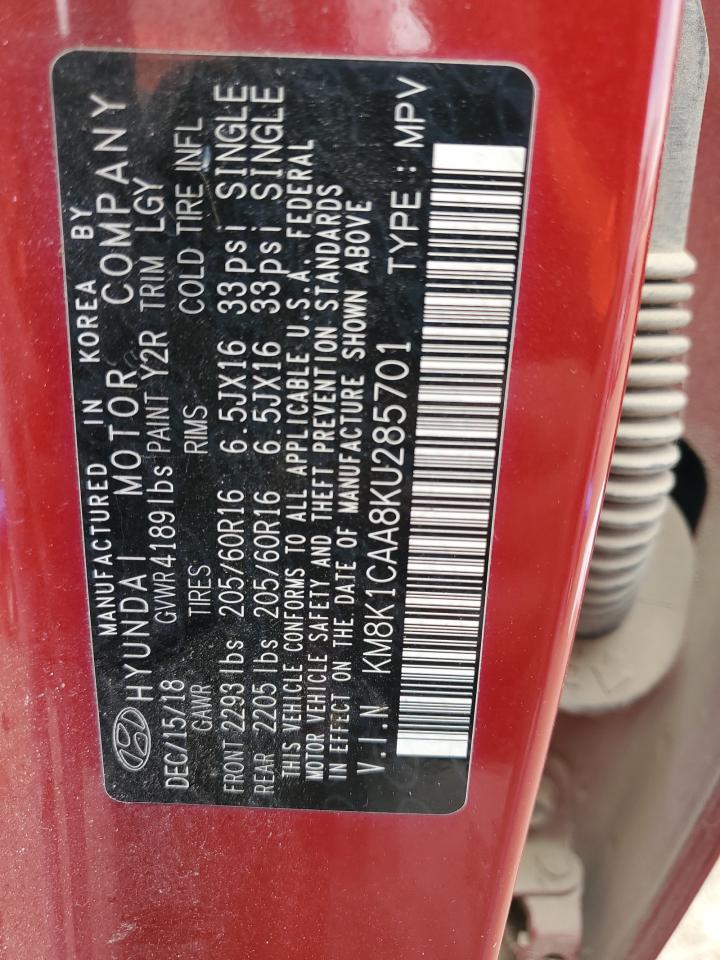 MANUFACTURED IN KOREA BY
HYUNDAI MOTOR COMPANY
DEC/15/18 GVWR 4189lbs PAINT Y2R TRIM LGY
GAWR TIRES RIMS COLD TIRE INFL
FRONT 2293 lbs 205/60R16 6.5JX16 33psi SINGLE
REAR 2205 lbs 205/60R16 6.5JX16 33psi SINGLE
THIS VEHICLE CONFORMS TO ALL APPLICABLE U.S.A. FEDERAL
MOTOR VEHICLE SAFETY AND THEFT PREVENTION STANDARDS
IN EFFECT ON THE DATE OF MANUFACTURE SHOWN ABOVE
V.I.N KM8K1CAA8KU285701 TYPE : MPV